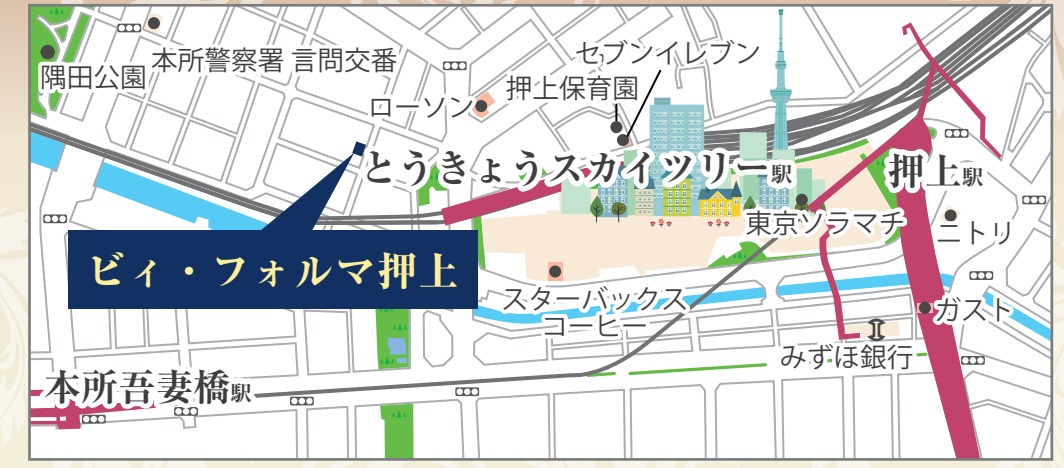 本所警察署 言問交番
隅田公園
セブンイレブン
押上保育園
ローソン
とうきょうスカイツリー駅
押上駅
東京ソラマチ
ニトリ
ビィ・フォルマ押上
スターバックス
コーヒー
ガスト
みずほ銀行
本所吾妻橋駅